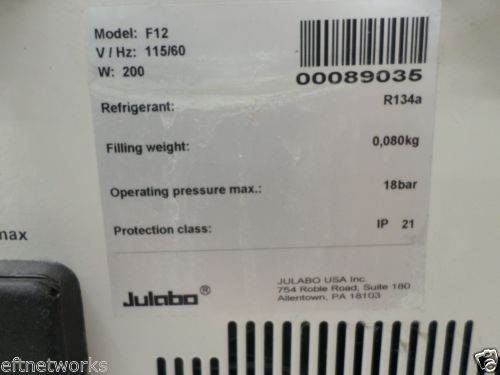 Model: F12
V / Hz: 115/60
W: 200
00089035
Refrigerant: R134a
Filling weight: 0,080kg
Operating pressure max.: 18bar
Protection class: IP 21
max
Julabo®
JULABO USA Inc.
754 Roble Road, Suite 180
Allentown, PA 18103
eftnetworks